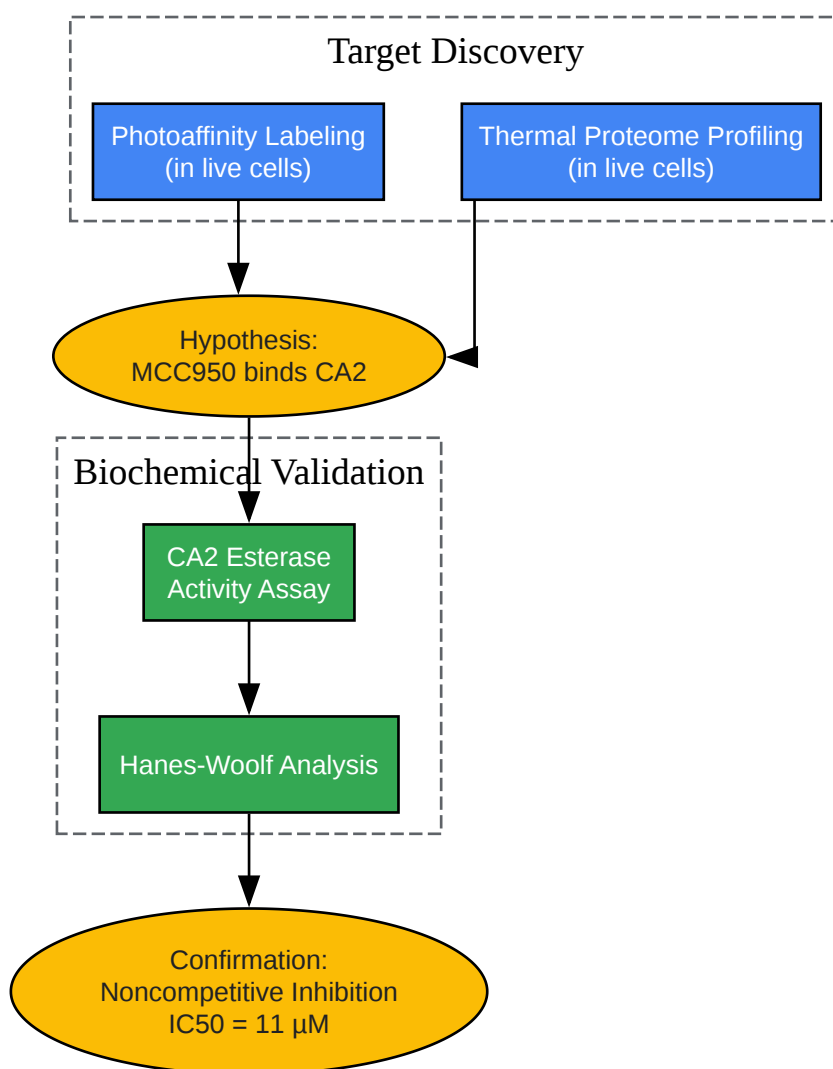 Target Discovery
Photoaffinity Labeling
(in live cells)
Thermal Proteome Profiling
(in live cells)
Hypothesis:
MCC950 binds CA2
Biochemical Validation
CA2 Esterase
Activity Assay
Hanes-Woolf Analysis
Confirmation:
Noncompetitive Inhibition
IC50 = 11 µM